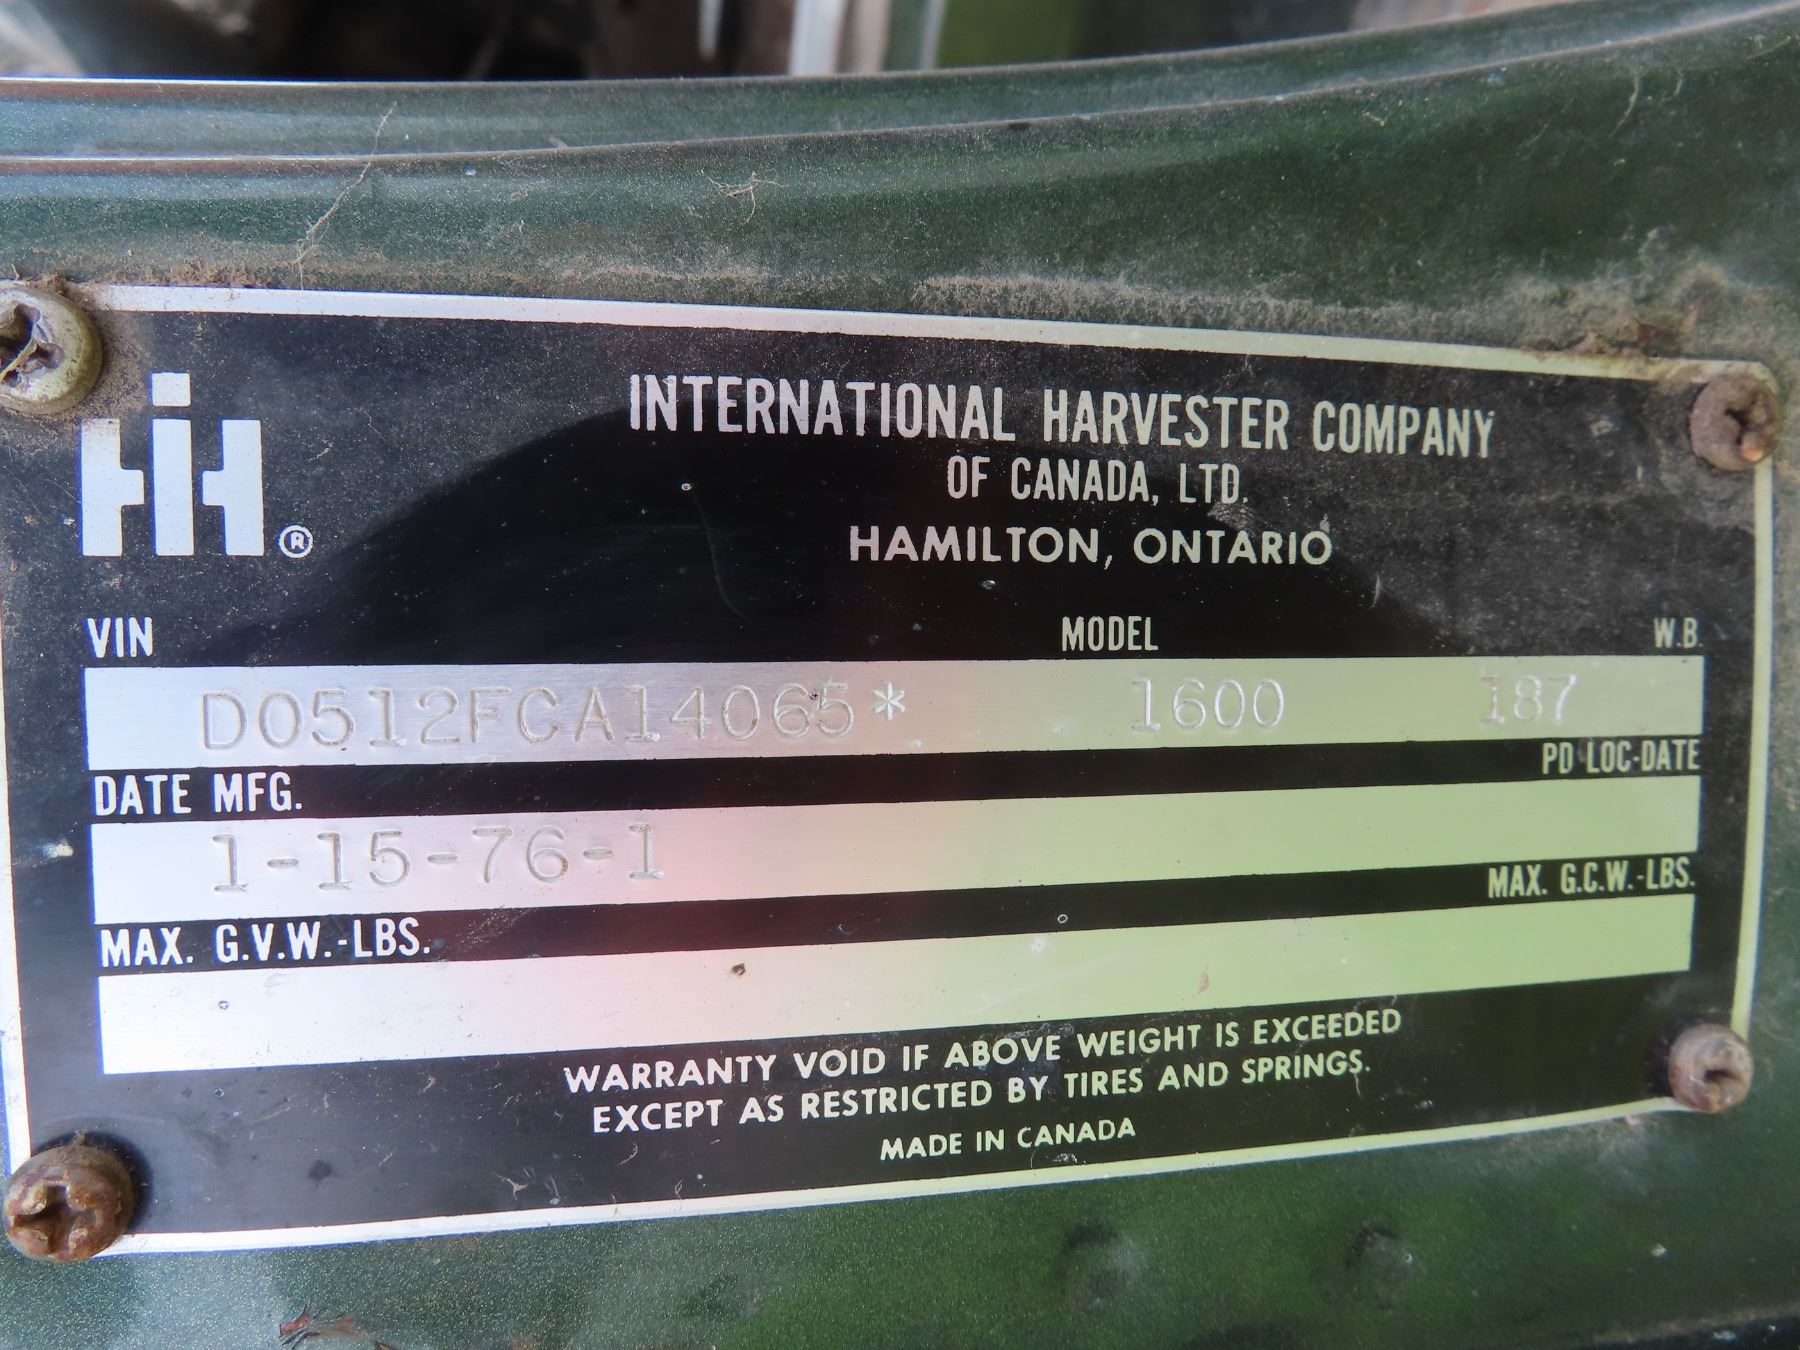 IH ®
INTERNATIONAL HARVESTER COMPANY
OF CANADA, LTD.
HAMILTON, ONTARIO
VIN MODEL W.B.
D0512FCA14065* 1600 187
DATE MFG. PD LOC-DATE
1-15-76-1
MAX. G.V.W.-LBS. MAX. G.C.W.-LBS.
WARRANTY VOID IF ABOVE WEIGHT IS EXCEEDED
EXCEPT AS RESTRICTED BY TIRES AND SPRINGS.
MADE IN CANADA